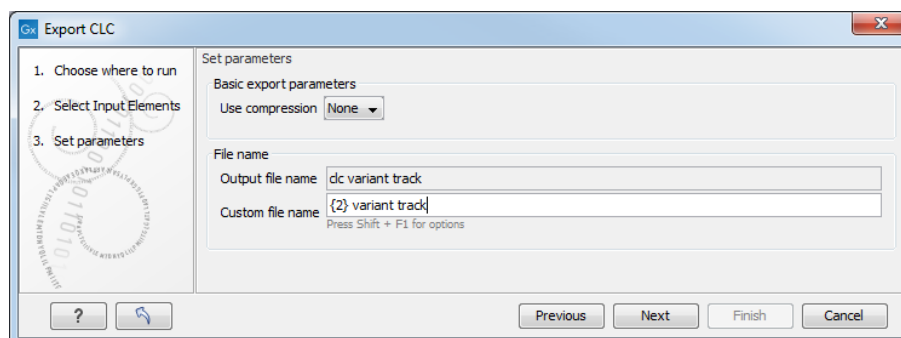 Gx Export CLC
X
1. Choose where to run
2. Select Input Elements
3. Set parameters
Set parameters
Basic export parameters
Use compression None
File name
Output file name clc variant track
Custom file name {2} variant track
Press Shift + F1 for options
?
Previous Next Finish Cancel